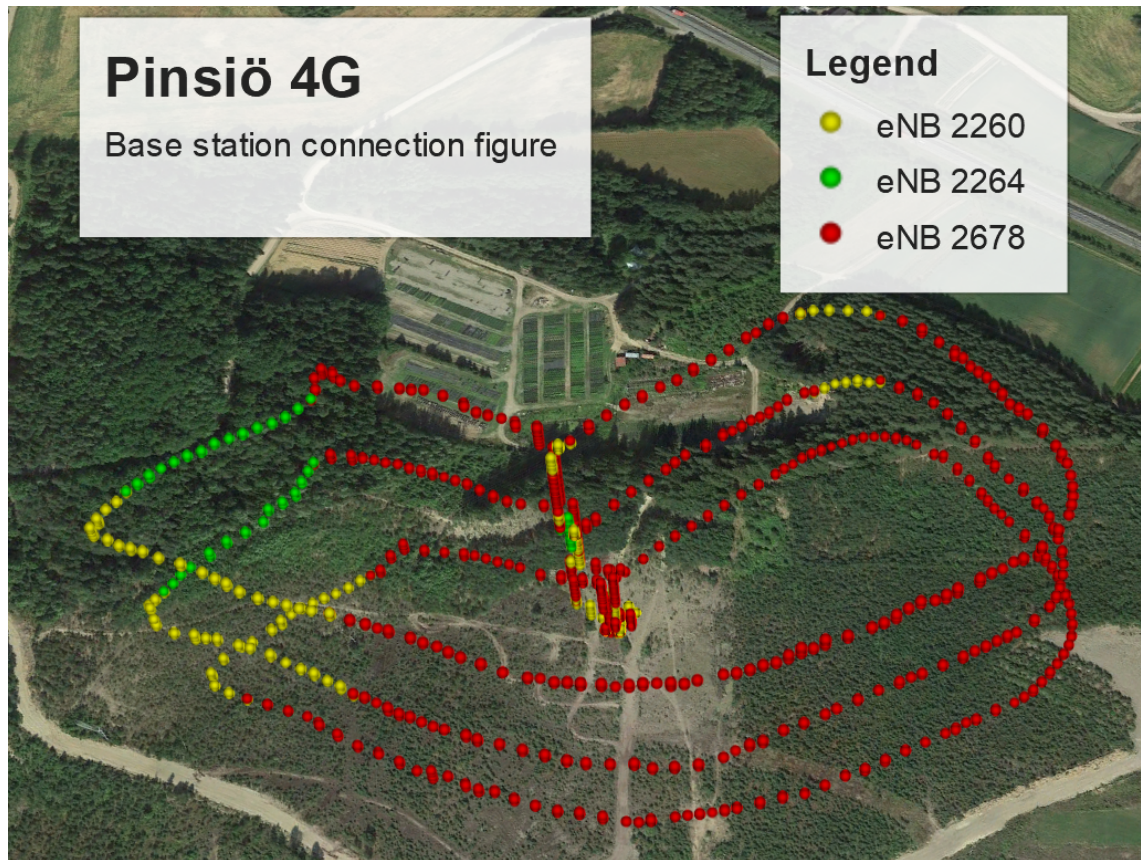 Pinsiö 4G
Base station connection figure
Legend
eNB 2260
eNB 2264
eNB 2678